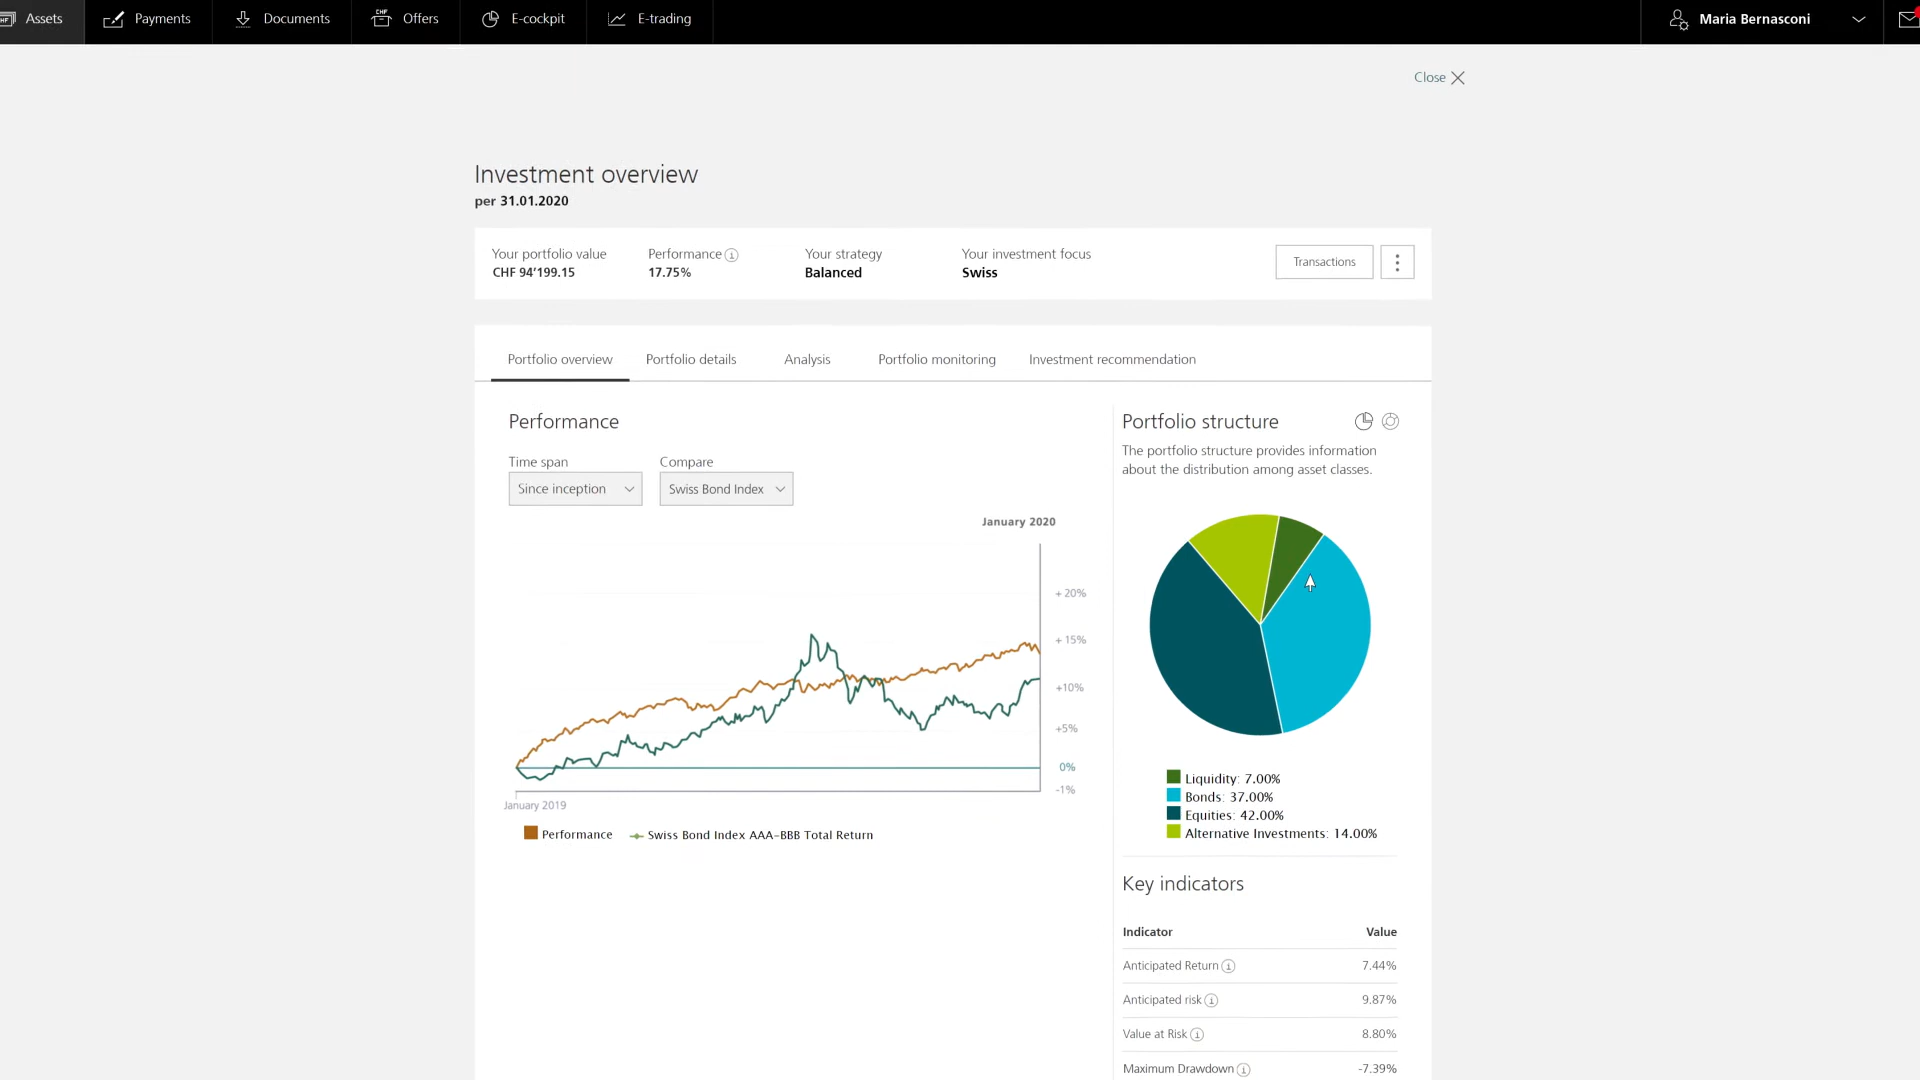 Assets
Payments
Documents
CHF
Offers
E-cockpit
E-trading
Maria Bernasconi
Close
Investment overview
per 31.01.2020
Your portfolio value
CHF 94’199.15
Performance
17.75%
Your strategy
Balanced
Your investment focus
Swiss
Transactions
Portfolio overview
Portfolio details
Analysis
Portfolio monitoring
Investment recommendation
Performance
Time span
Since inception
Compare
Swiss Bond Index
January 2020
+ 20%
+ 15%
+10%
+5%
0%
-1%
January 2019
Performance
Swiss Bond Index AAA-BBB Total Return
Portfolio structure
The portfolio structure provides information
about the distribution among asset classes.
Liquidity: 7.00%
Bonds: 37.00%
Equities: 42.00%
Alternative Investments: 14.00%
Key indicators
Indicator Value
Anticipated Return 7.44%
Anticipated risk 9.87%
Value at Risk 8.80%
Maximum Drawdown -7.39%